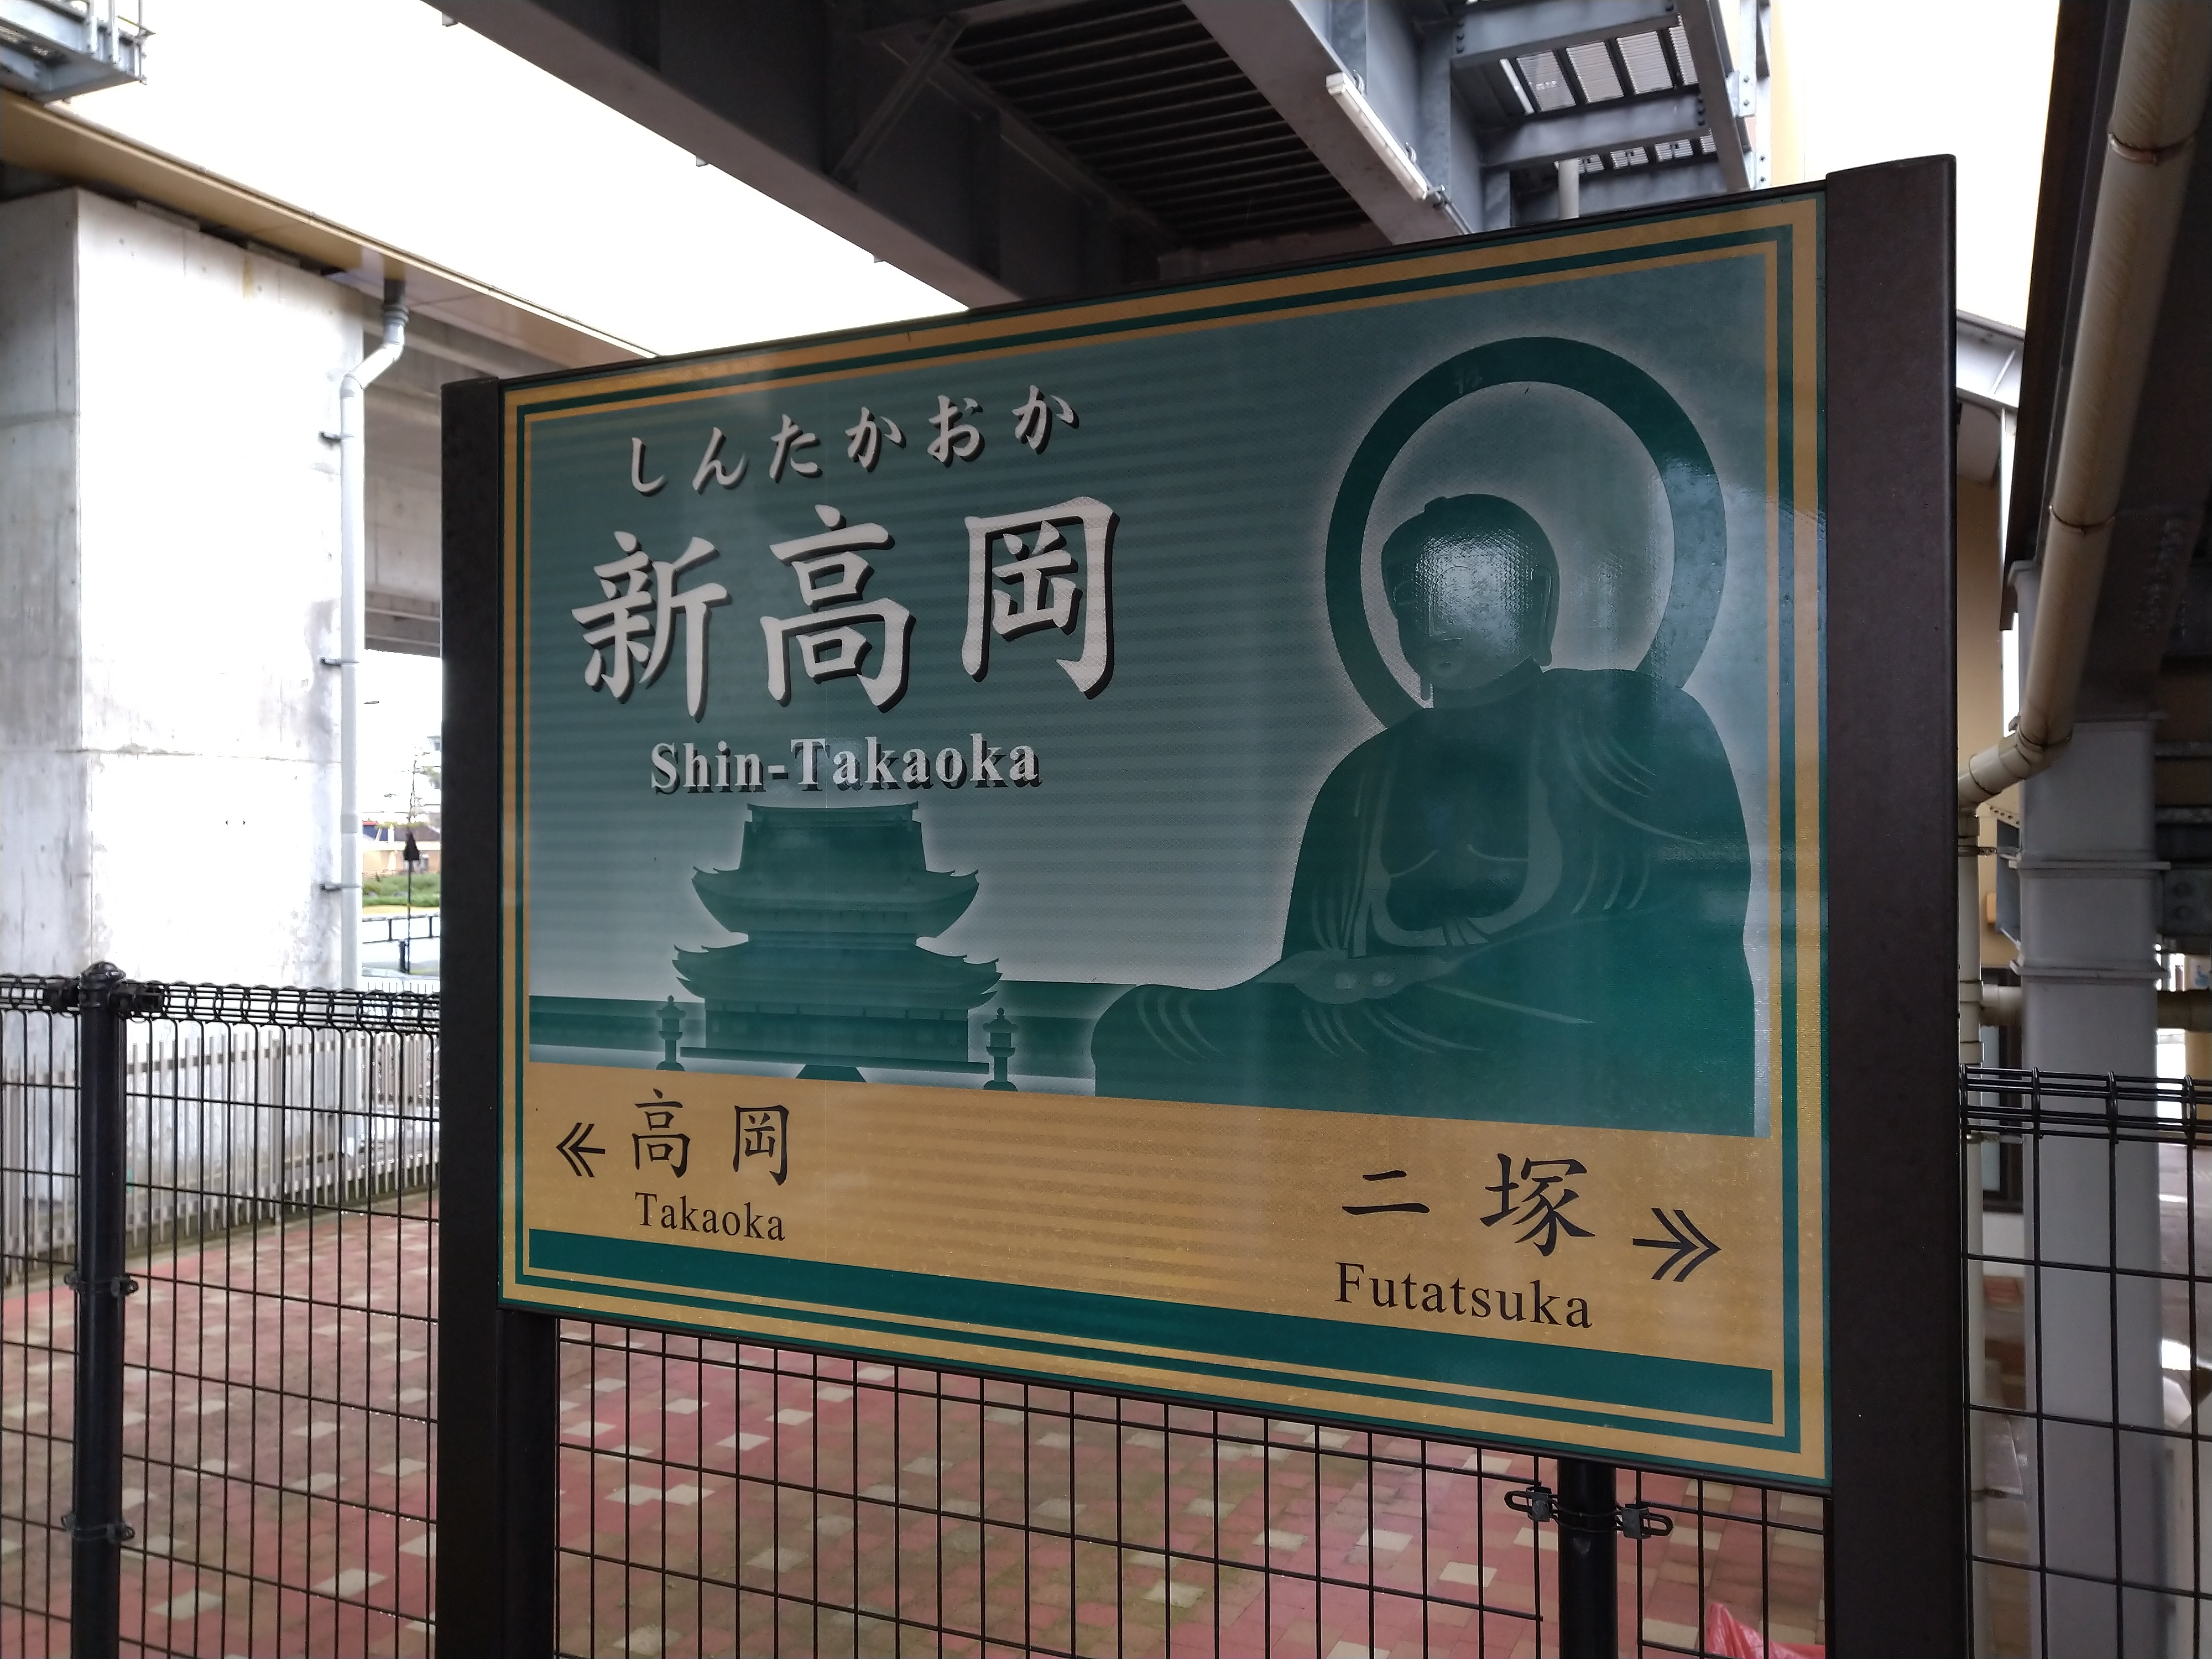 しんたかおか
新高岡
Shin-Takaoka
高岡
Takaoka
二塚
Futatsuka